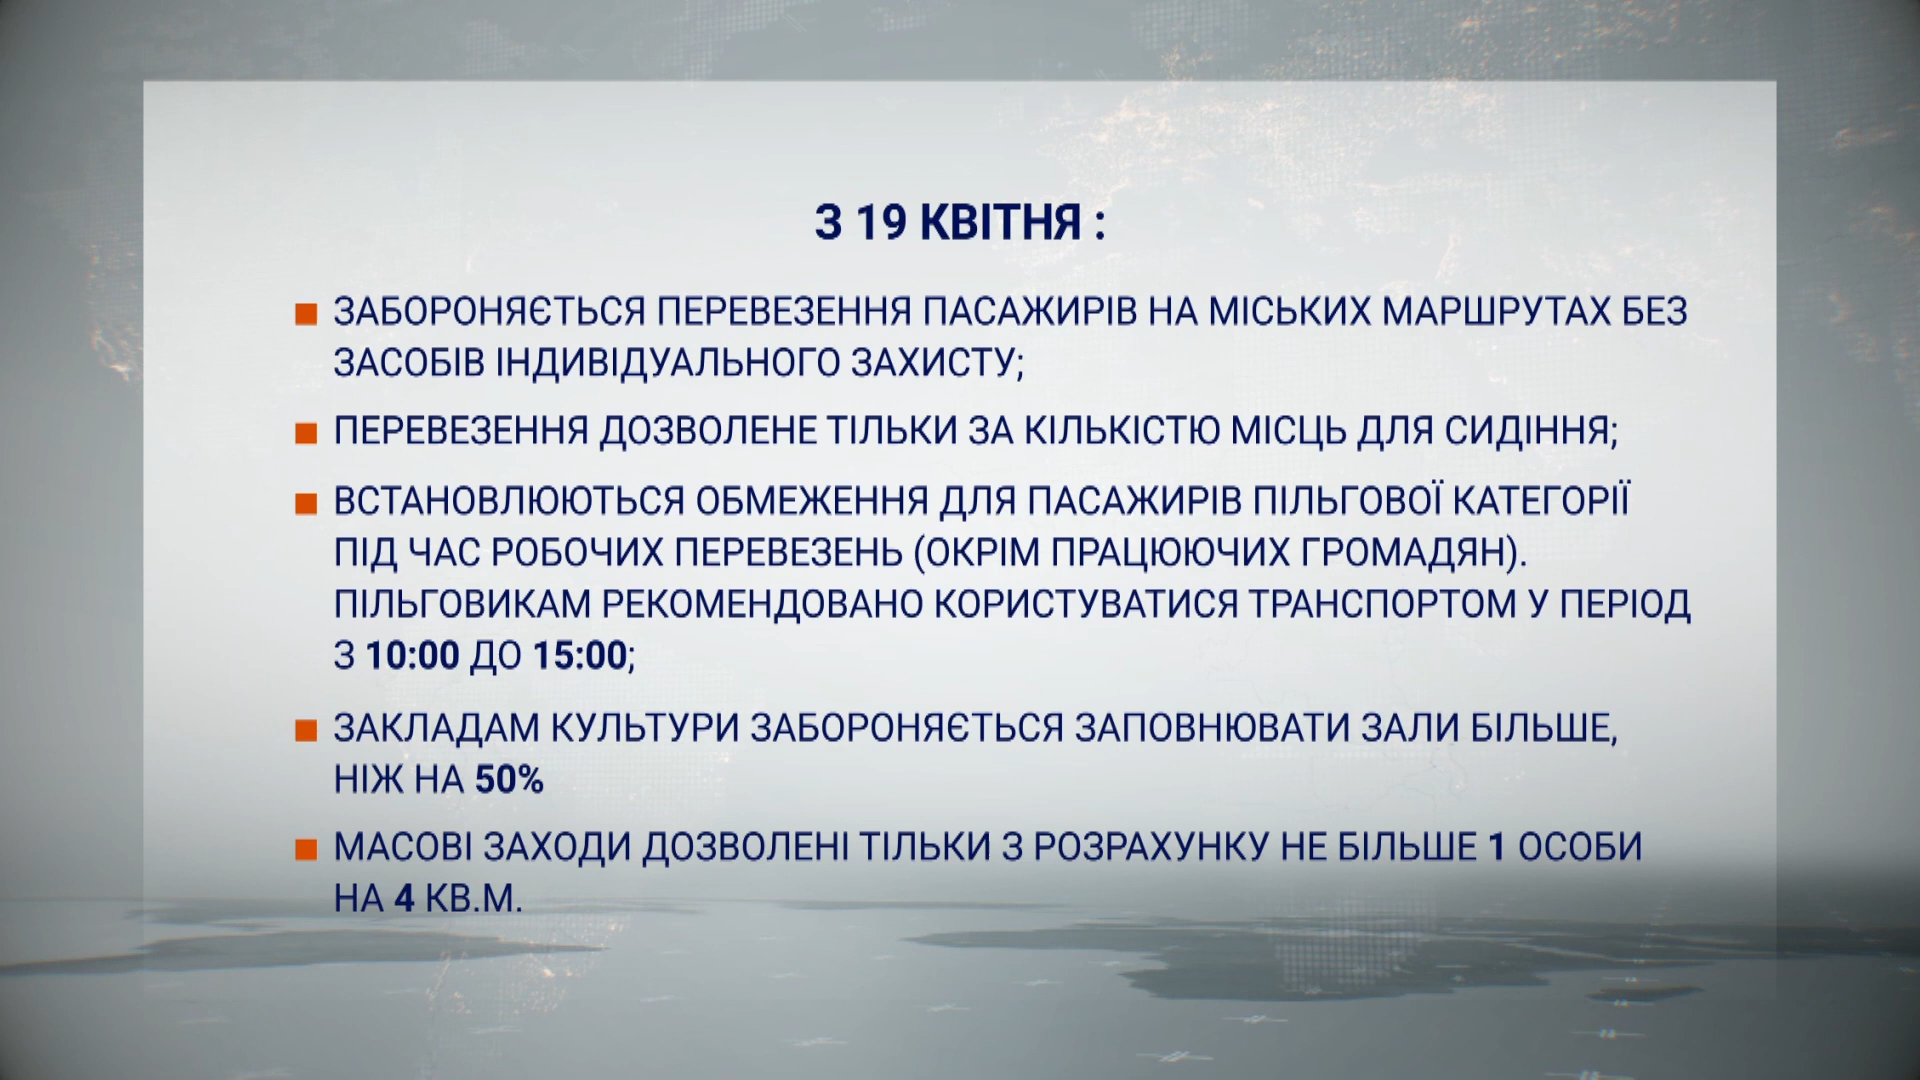 З 19 КВІТНЯ :
ЗАБОРОНЯЄТЬСЯ ПЕРЕВЕЗЕННЯ ПАСАЖИРІВ НА МІСЬКИХ МАРШРУТАХ БЕЗ
ЗАСОБІВ ІНДИВІДУАЛЬНОГО ЗАХИСТУ;
ПЕРЕВЕЗЕННЯ ДОЗВОЛЕНЕ ТІЛЬКИ ЗА КІЛЬКІСТЮ МІСЦЬ ДЛЯ СИДІННЯ;
ВСТАНОВЛЮЮТЬСЯ ОБМЕЖЕННЯ ДЛЯ ПАСАЖИРІВ ПІЛЬГОВОЇ КАТЕГОРІЇ
ПІД ЧАС РОБОЧИХ ПЕРЕВЕЗЕНЬ (ОКРІМ ПРАЦЮЮЧИХ ГРОМАДЯН).
ПІЛЬГОВИКАМ РЕКОМЕНДОВАНО КОРИСТУВАТИСЯ ТРАНСПОРТОМ У ПЕРІОД
З 10:00 ДО 15:00;
ЗАКЛАДАМ КУЛЬТУРИ ЗАБОРОНЯЄТЬСЯ ЗАПОВНЮВАТИ ЗАЛИ БІЛЬШЕ,
НІЖ НА 50%
МАСОВІ ЗАХОДИ ДОЗВОЛЕНІ ТІЛЬКИ З РОЗРАХУНКУ НЕ БІЛЬШЕ 1 ОСОБИ
НА 4 КВ.М.